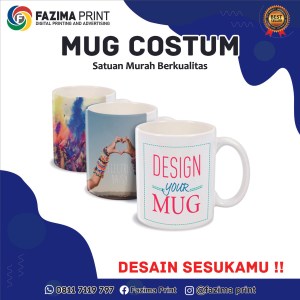 FAZIMA PRINT
DIGITAL PRINTING AND ADVERTISING
MUG COSTUM
Satuan Murah Berkualitas
DESIGN
YOUR
MUG
DESAIN SESUKAMU !!
0811 7119 797
Fazima Print
@fazima print